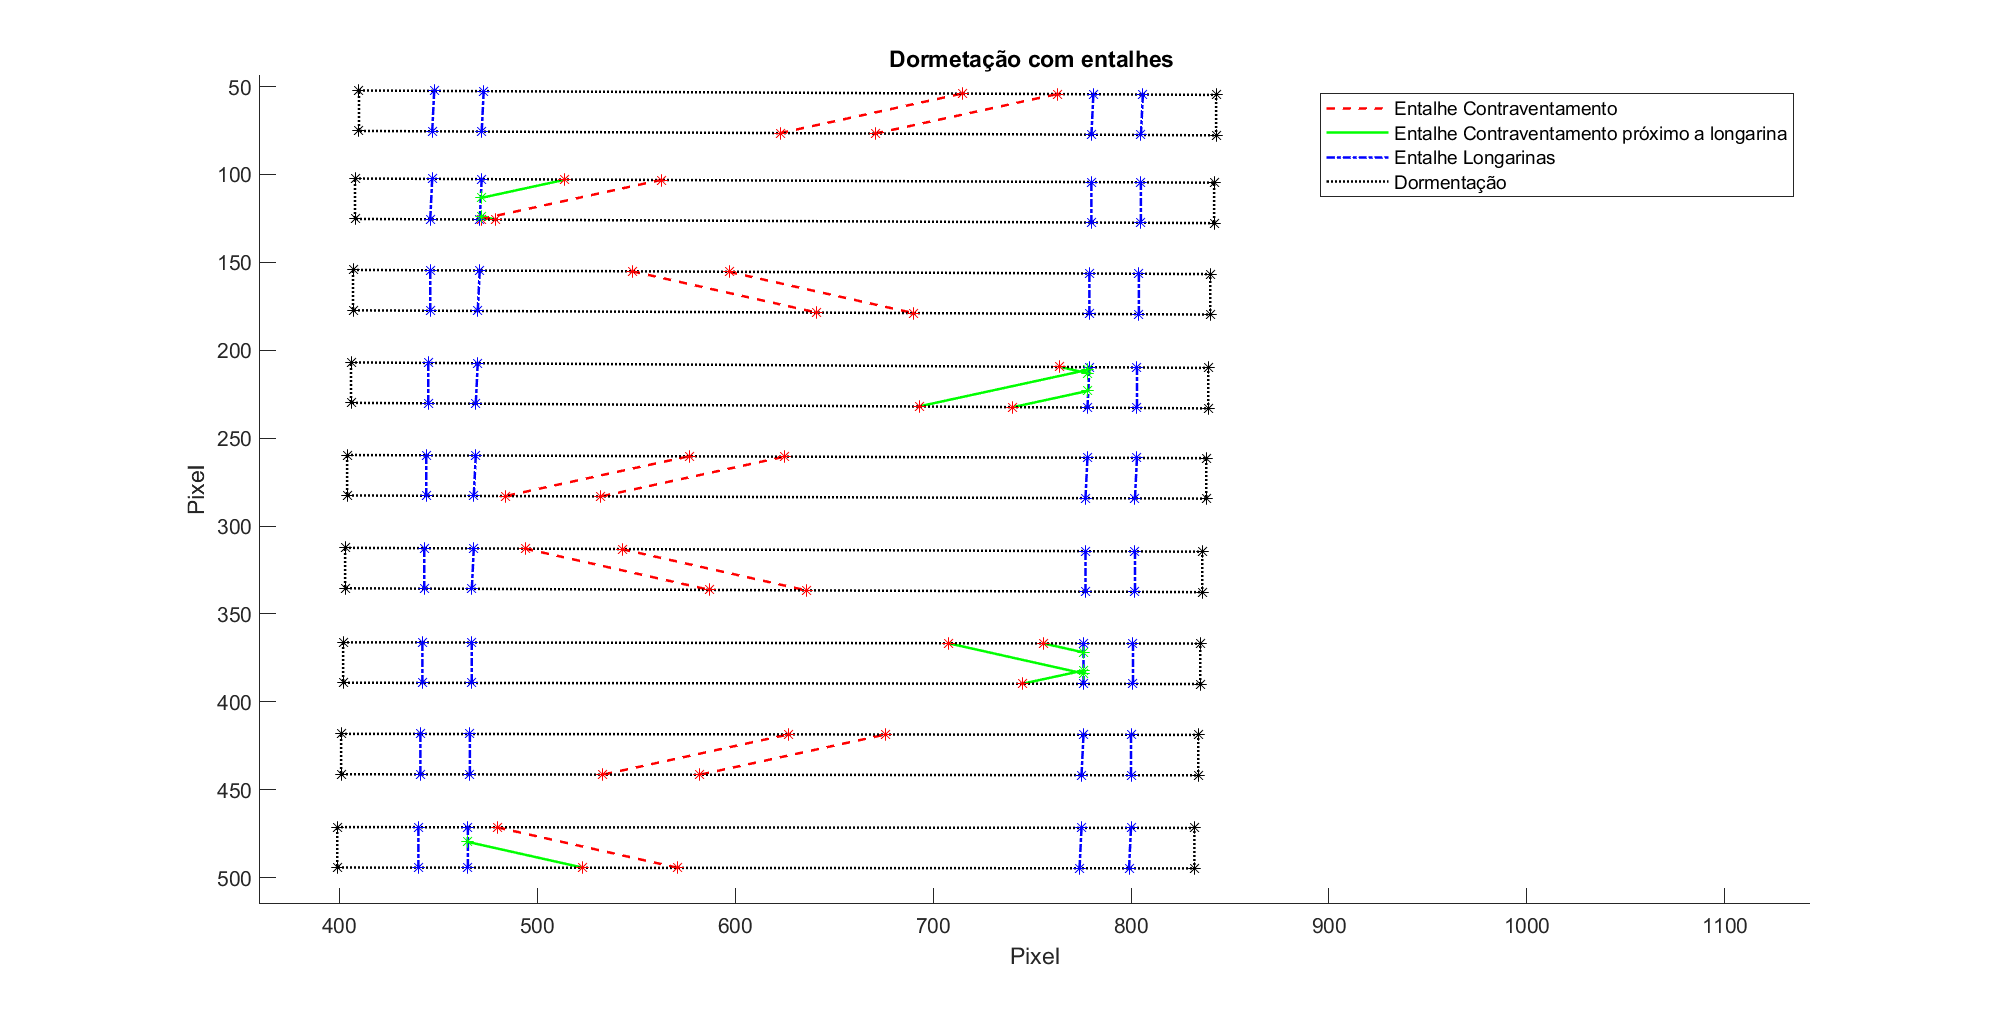 Dormetação com entalhes
Entalhe Contraventamento
Entalhe Contraventamento próximo a longarina
Entalhe Longarinas
Dormentação
50
100
150
200
250
300
350
400
450
500
Pixel
400 500 600 700 800 900 1000 1100
Pixel